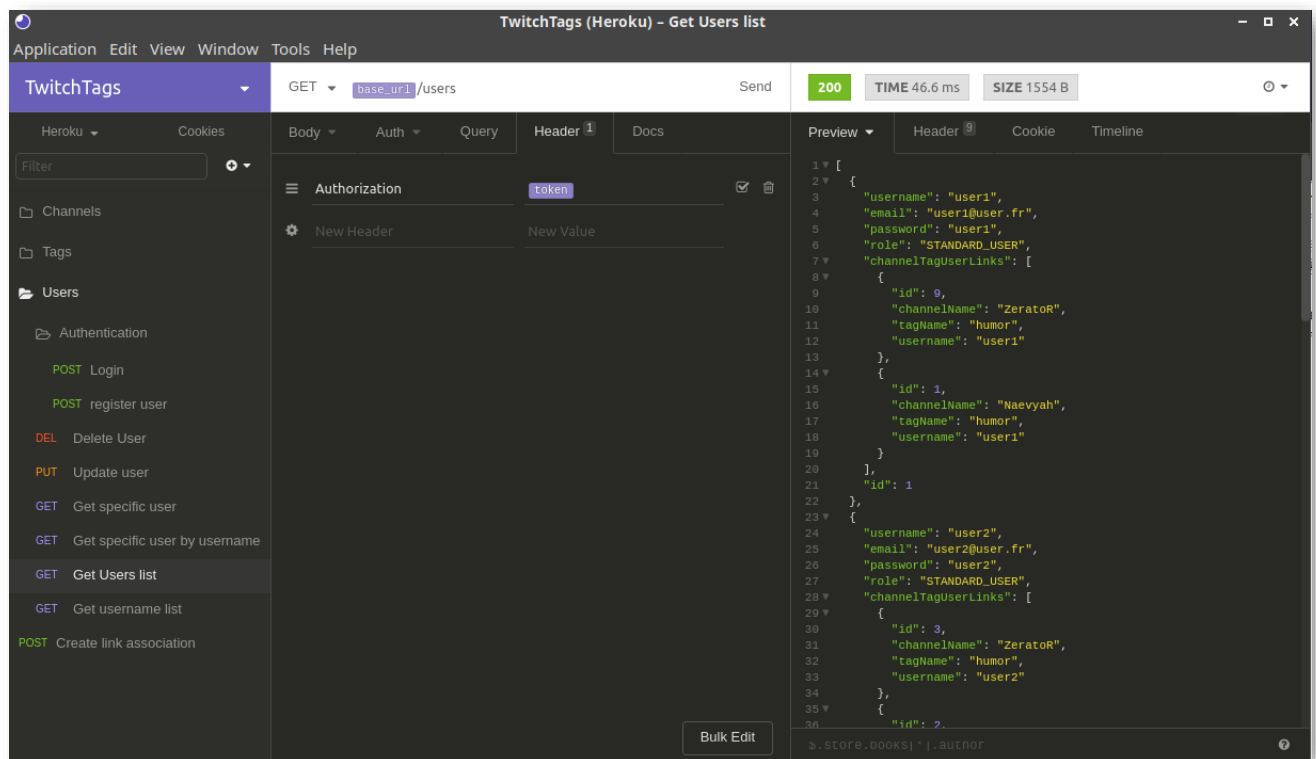 TwitchTags (Heroku) – Get Users list
Application Edit View Window Tools Help
TwitchTags
GET base_url /users Send
200 TIME 46.6 ms SIZE 1554 B
Heroku Cookies
Filter
Channels
Tags
Users
Authentication
POST Login
POST register user
DEL Delete User
PUT Update user
GET Get specific user
GET Get specific user by username
GET Get Users list
GET Get username list
POST Create link association
Body Auth Query Header 1 Docs
Authorization token
New Header New Value
Bulk Edit
Preview Header 9 Cookie Timeline
1 [
2 {
3 "username": "user1",
4 "email": "user1@user.fr",
5 "password": "user1",
6 "role": "STANDARD_USER",
7 "channelTagUserLinks": [
8 {
9 "id": 9,
10 "channelName": "ZeratoR",
11 "tagName": "humor",
12 "username": "user1"
13 },
14 {
15 "id": 1,
16 "channelName": "Naevyah",
17 "tagName": "humor",
18 "username": "user1"
19 }
20 ],
21 "id": 1
22 },
23 {
24 "username": "user2",
25 "email": "user2@user.fr",
26 "password": "user2",
27 "role": "STANDARD_USER",
28 "channelTagUserLinks": [
29 {
30 "id": 3,
31 "channelName": "ZeratoR",
32 "tagName": "humor",
33 "username": "user2"
34 },
35 {
36 "id": 2,
$.store.books[*].author